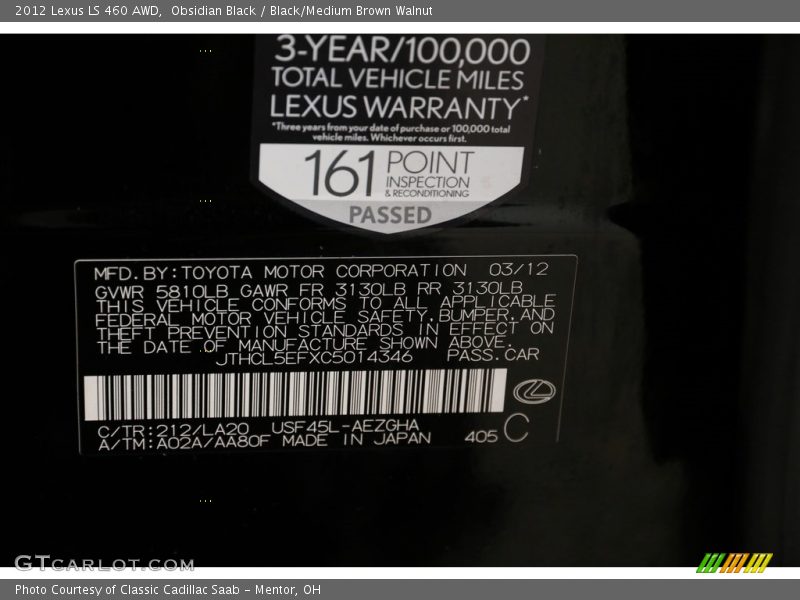 2012 Lexus LS 460 AWD,  Obsidian Black / Black/Medium Brown Walnut
3-YEAR/100,000
TOTAL VEHICLE MILES
LEXUS WARRANTY*
*Three years from your date of purchase or 100,000 total
vehicle miles. Whichever occurs first.
161 POINT
INSPECTION
& RECONDITIONING
PASSED
MFD. BY: TOYOTA MOTOR CORPORATION 03/12
GVWR 5810LB GAWR FR 3130LB RR 3130LB
THIS VEHICLE CONFORMS TO ALL APPLICABLE
FEDERAL MOTOR VEHICLE SAFETY, BUMPER, AND
THEFT PREVENTION STANDARDS IN EFFECT ON
THE DATE OF MANUFACTURE SHOWN ABOVE.
JTHCL5EFXC5014346 PASS. CAR
C/TR: 212/LA20 USF45L-AEZGHA
A/TM: A02A/AA80F MADE IN JAPAN 405 C
GTCARLOT.COM
Photo Courtesy of Classic Cadillac Saab - Mentor, OH